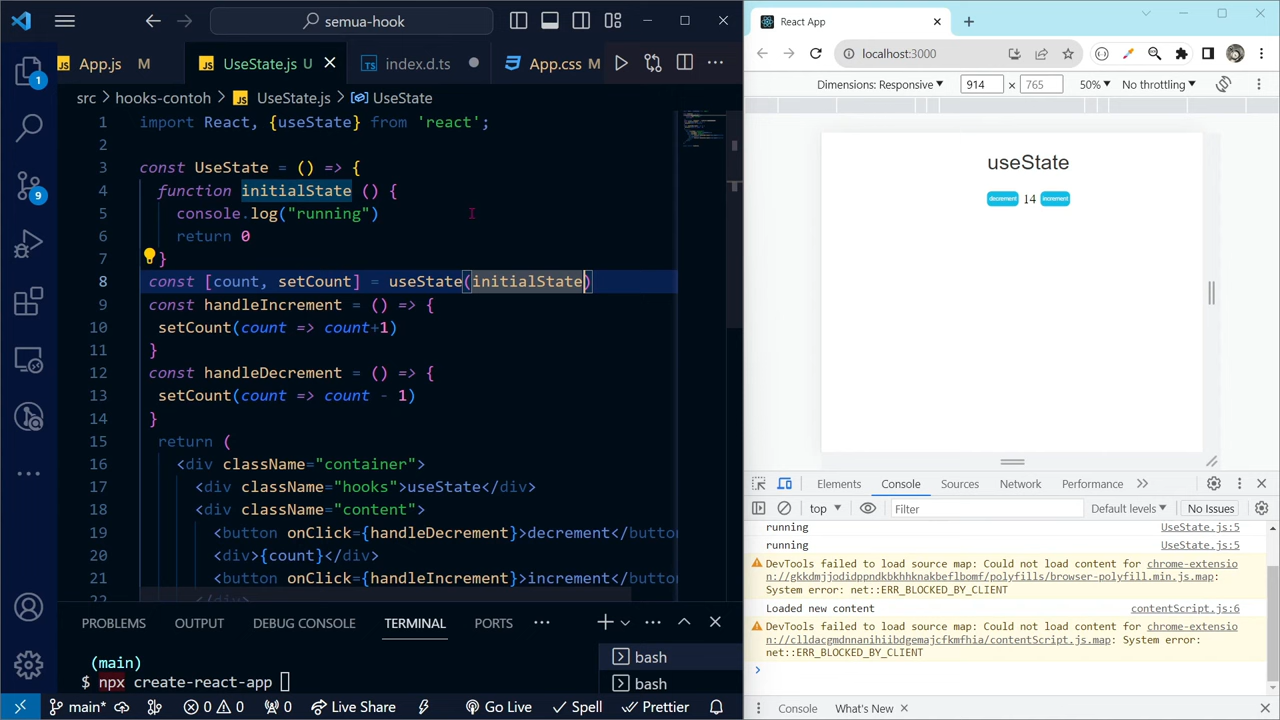 semua-hook
App.js M
UseState.js U
index.d.ts
App.css M
src > hooks-contoh > UseState.js > UseState
1 import React, {useState} from 'react';
2
3 const UseState = () => {
4 function initialState () {
5 console.log("running")
6 return 0
7 }
8 const [count, setCount] = useState(initialState)
9 const handleIncrement = () => {
10 setCount(count => count+1)
11 }
12 const handleDecrement = () => {
13 setCount(count => count - 1)
14 }
15 return (
16 <div className="container">
17 <div className="hooks">useState</div>
18 <div className="content">
19 <button onClick={handleDecrement}>decrement</button
20 <div>{count}</div>
21 <button onClick={handleIncrement}>increment</button
22 </div>
1
9
PROBLEMS OUTPUT DEBUG CONSOLE TERMINAL PORTS
(main)
$ npx create-react-app
bash
bash
main* 0 0 0 Live Share Go Live Spell Prettier
React App
localhost:3000
Dimensions: Responsive 914 × 765 50% No throttling
useState
decrement 14 increment
Elements Console Sources Network Performance
top Filter Default levels No Issues
running UseState.js:5
running UseState.js:5
DevTools failed to load source map: Could not load content for chrome-extension://gkkdmjjodidppndkbkhhknakbeflbomf/polyfills/browser-polyfill.min.js.map: System error: net::ERR_BLOCKED_BY_CLIENT
Loaded new content contentScript.js:6
DevTools failed to load source map: Could not load content for chrome-extension://clldacgmdnnanihiibdgemajcfkmfhia/contentScript.js.map: System error: net::ERR_BLOCKED_BY_CLIENT
Console What's New